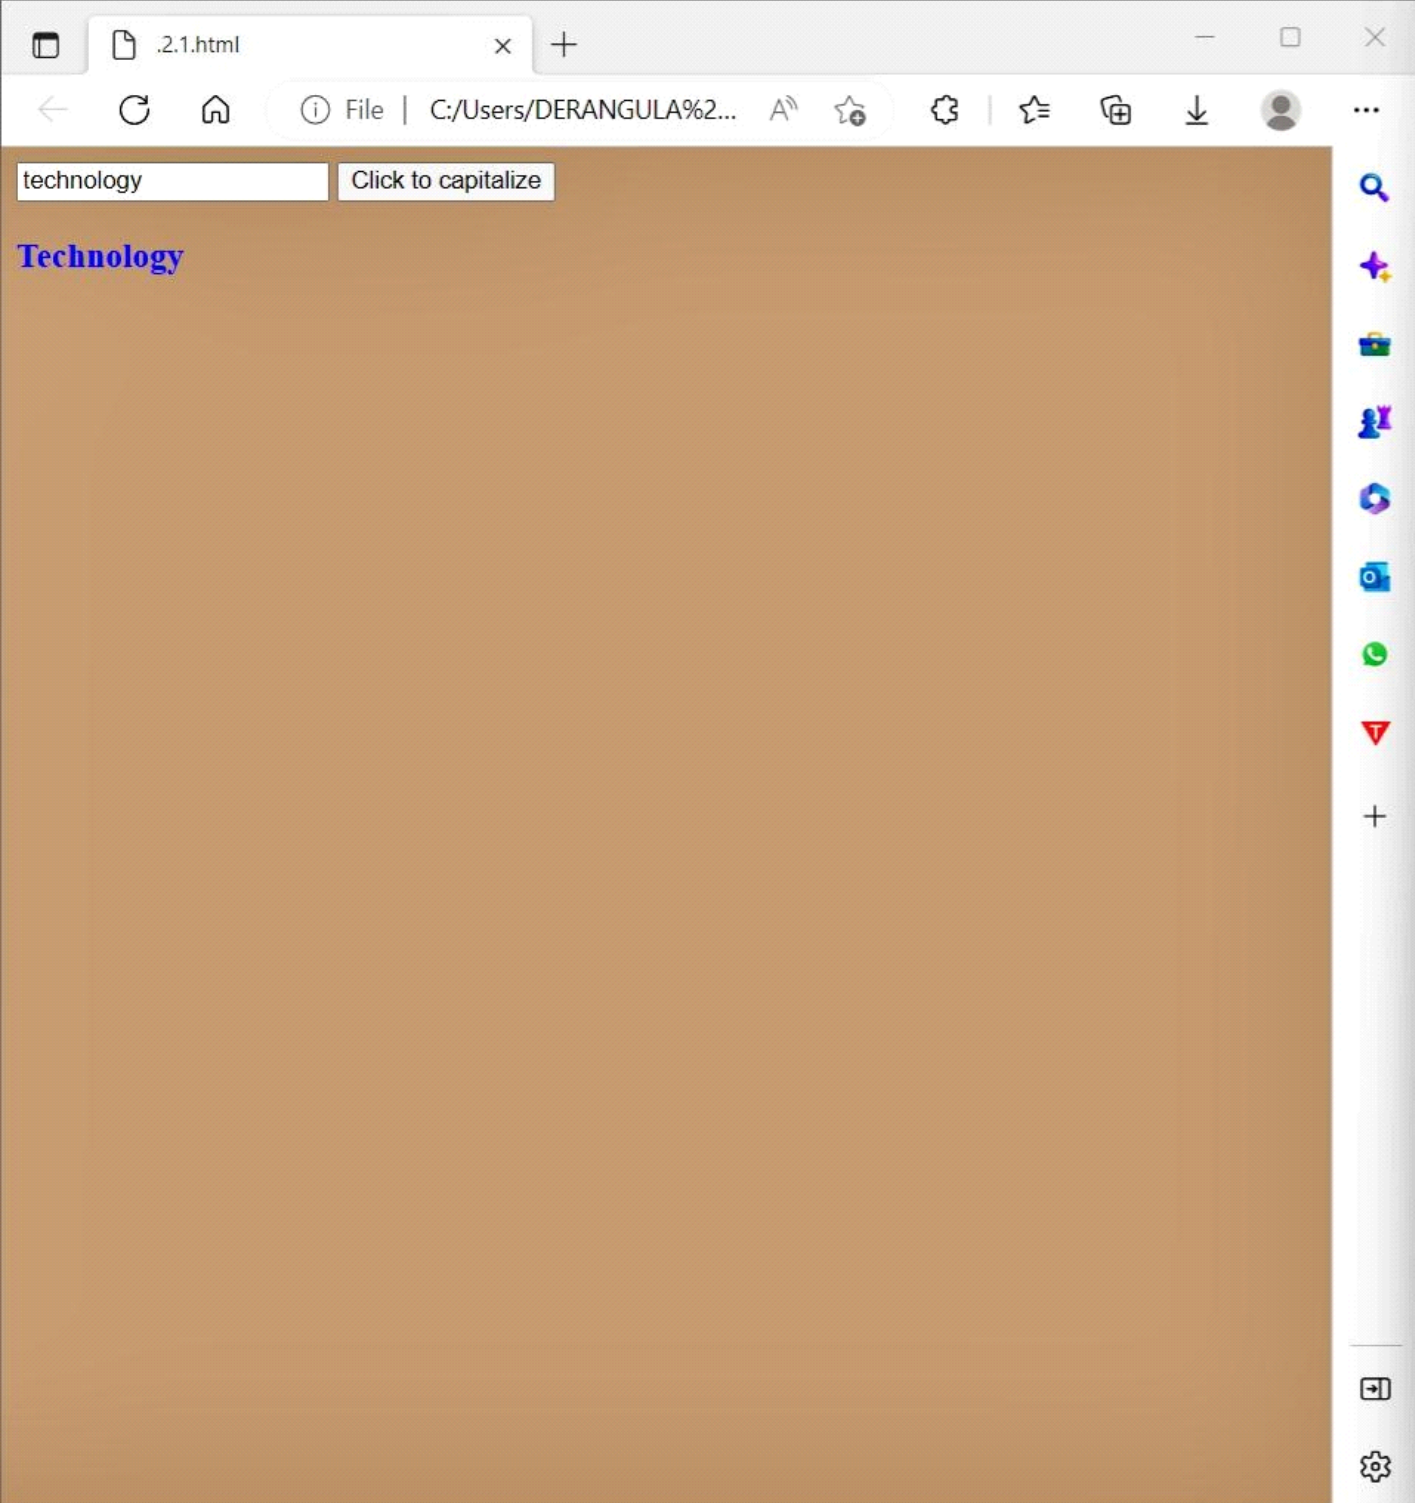 .2.1.html
File | C:/Users/DERANGULA%2...
technology Click to capitalize
Technology